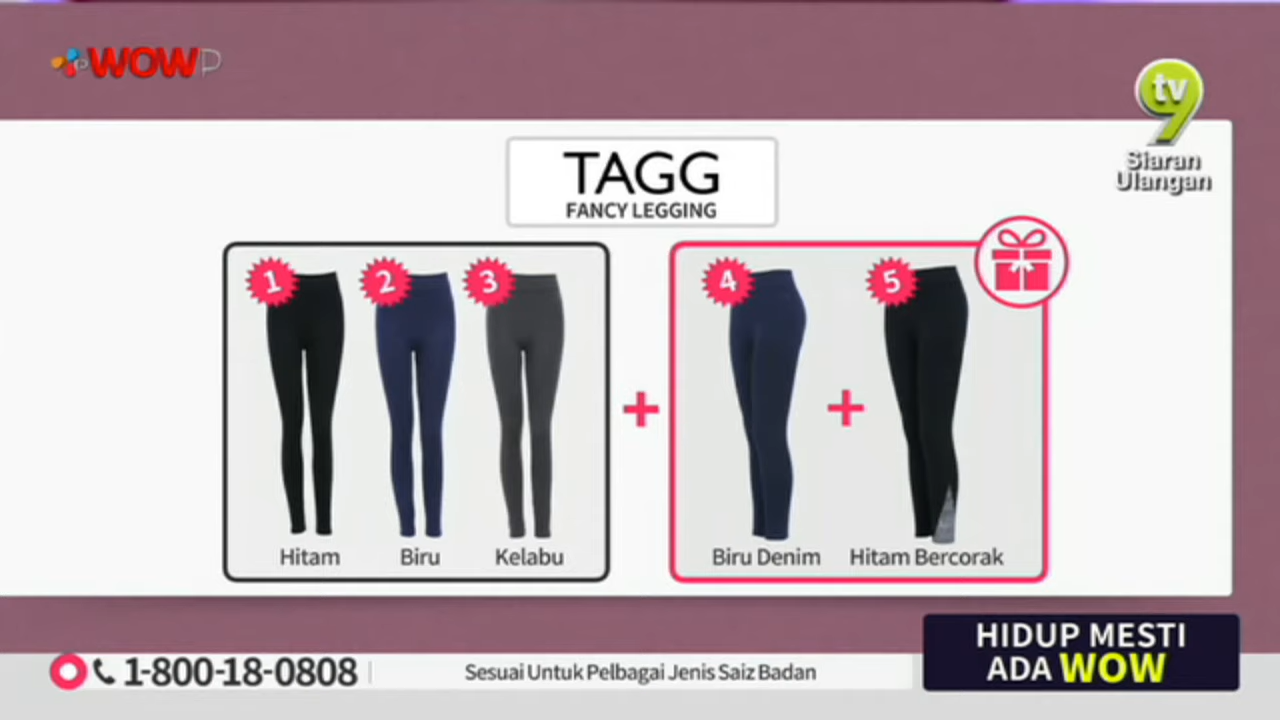 WOW
tv9
Siaran
Ulangan
TAGG
FANCY LEGGING
1
2
3
4
5
Hitam
Biru
Kelabu
Biru Denim
Hitam Bercorak
1-800-18-0808
Sesuai Untuk Pelbagai Jenis Saiz Badan
HIDUP MESTI
ADA WOW